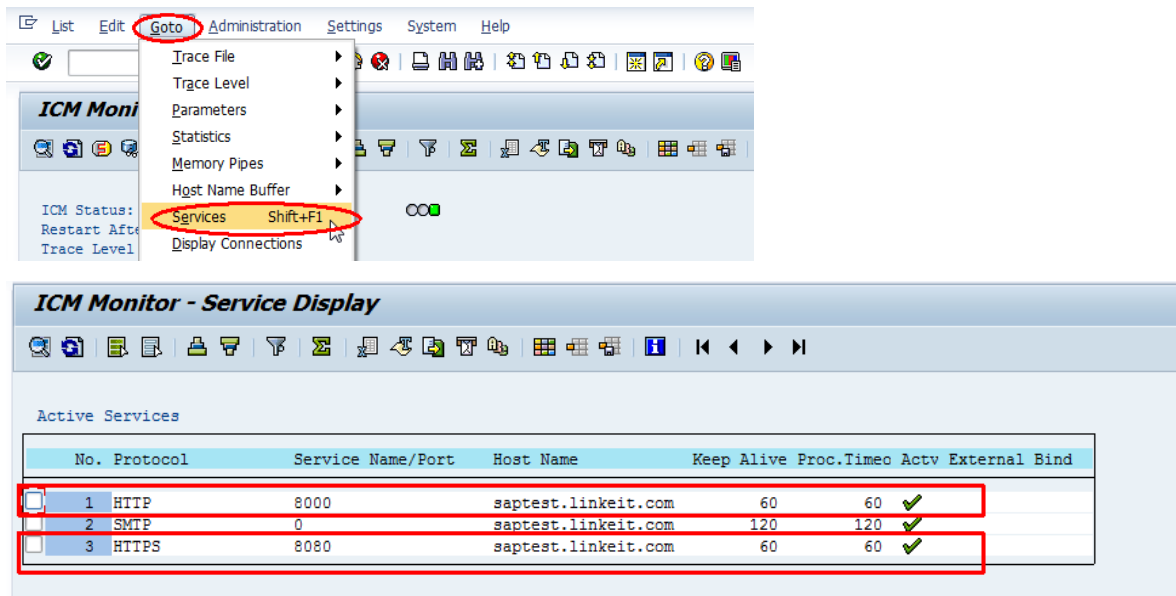 List Edit Goto Administration Settings System Help
Trace File
Trace Level
ICM Moni
Parameters
Statistics
Memory Pipes
Host Name Buffer
ICM Status:
Services Shift+F1
Restart Afte
Trace Level
Display Connections
ICM Monitor - Service Display
Active Services
No. Protocol Service Name/Port Host Name Keep Alive Proc.Timeo Actv External Bind
1 HTTP 8000 saptest.linkeit.com 60 60
2 SMTP 0 saptest.linkeit.com 120 120
3 HTTPS 8080 saptest.linkeit.com 60 60